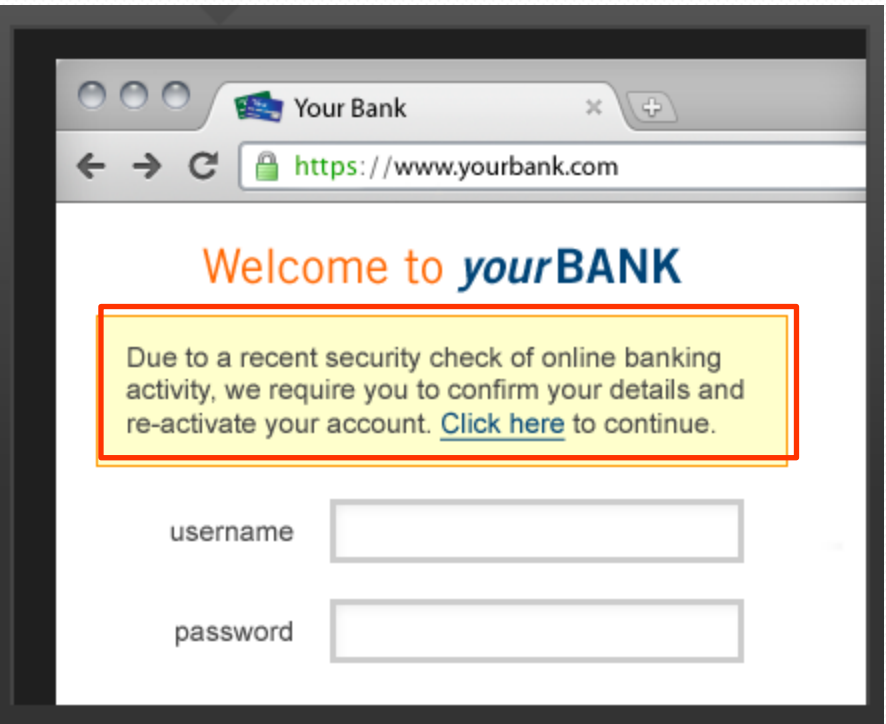 Your Bank
https://www.yourbank.com
Welcome to yourBANK
Due to a recent security check of online banking
activity, we require you to confirm your details and
re-activate your account. Click here to continue.
username
password